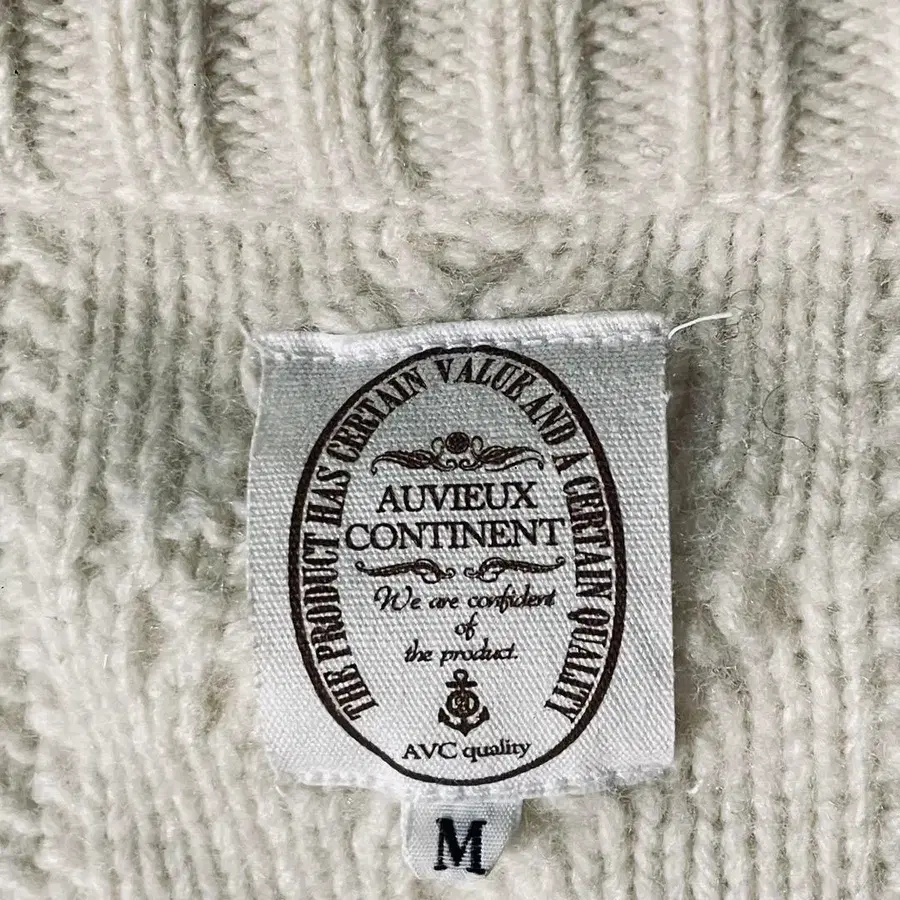 THE PRODUCT HAS CERTAIN VALUE AND A CERTAIN QUALITY
AUVIEUX
CONTINENT
We are confident
of
the product.
AVC quality
M